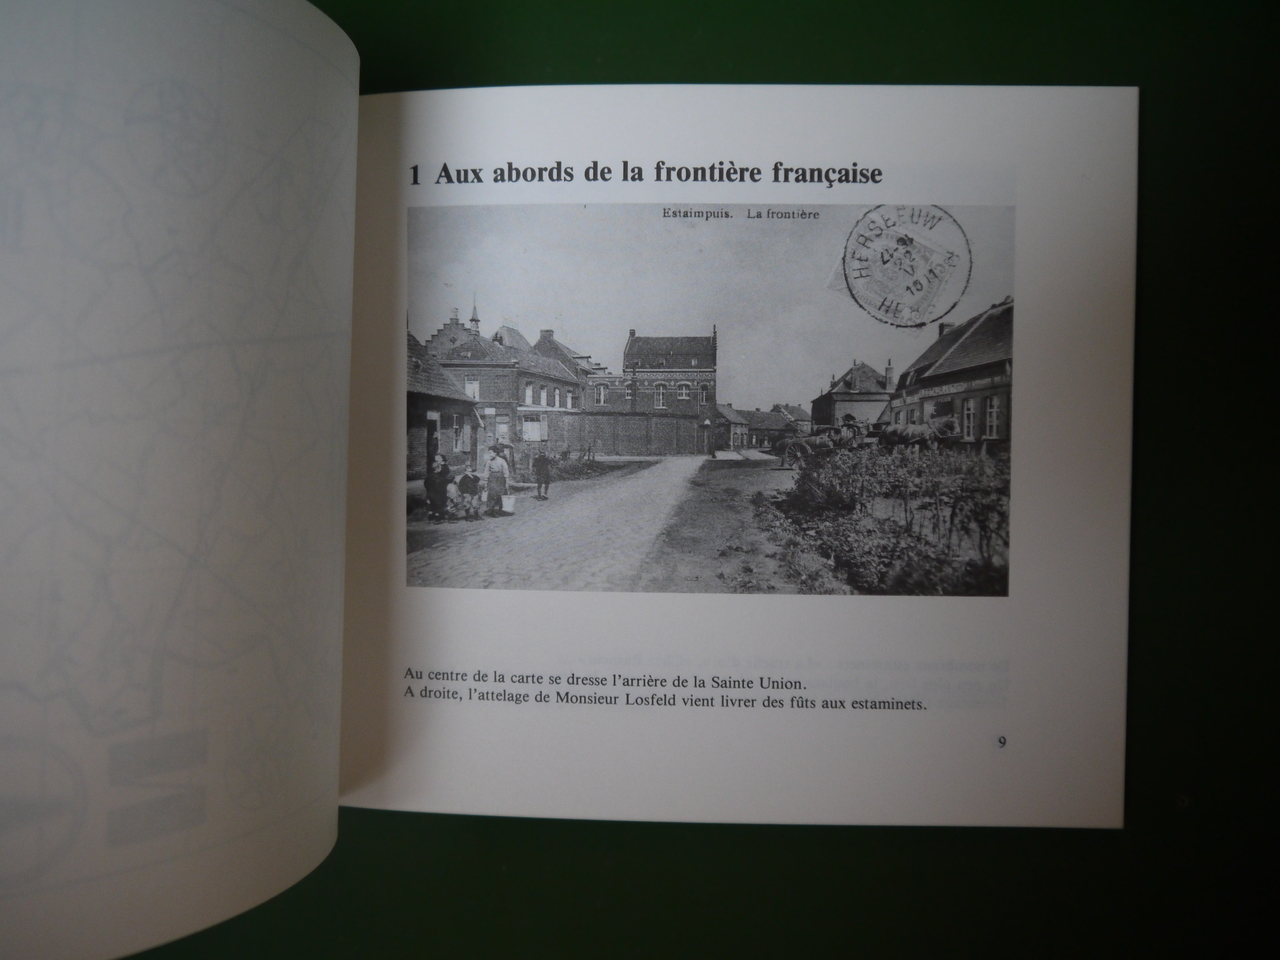 1 Aux abords de la frontière française
Estaimpuis. La frontière
HERSEEUW
22
Au centre de la carte se dresse l'arrière de la Sainte Union.
A droite, l'attelage de Monsieur Losfeld vient livrer des fûts aux estaminets.
9